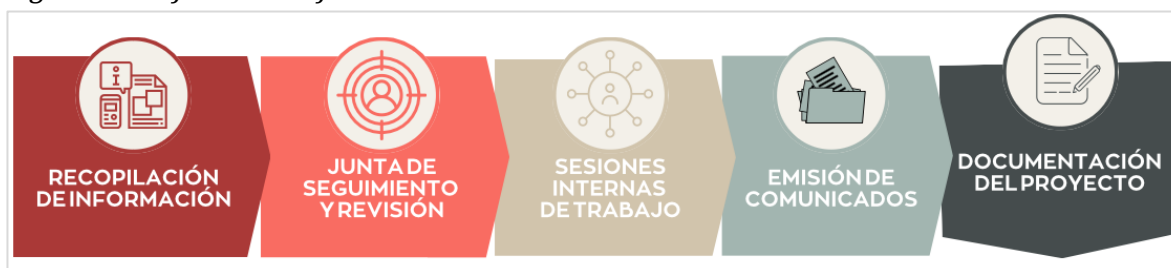 RECOPILACIÓN
DE INFORMACIÓN
JUNTA DE
SEGUIMIENTO
Y REVISIÓN
SESIONES
INTERNAS
DE TRABAJO
EMISIÓN DE
COMUNICADOS
DOCUMENTACIÓN
DEL PROYECTO